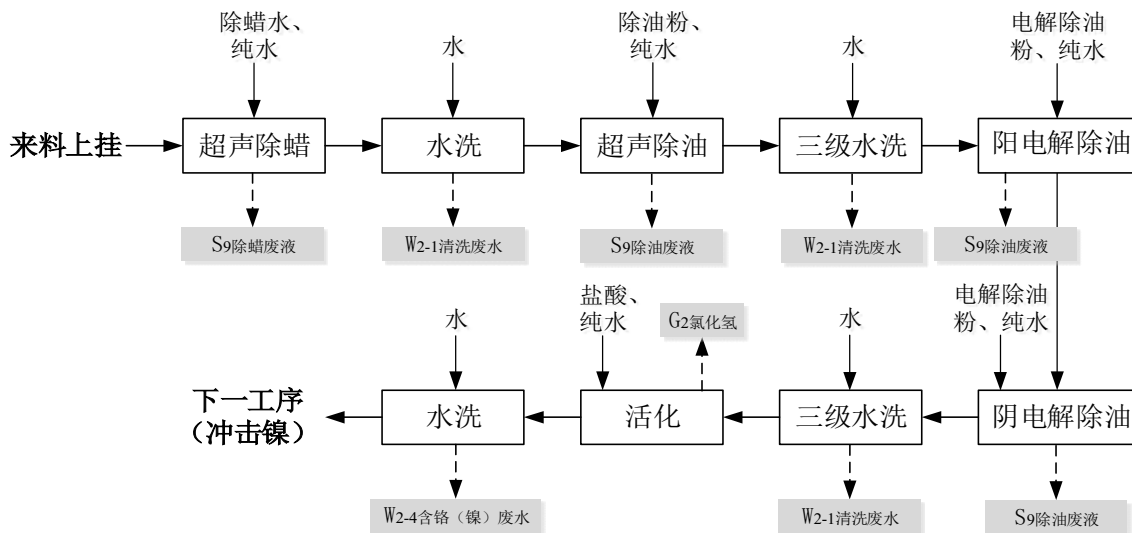 除蜡水、
纯水
水
除油粉、
纯水
水
电解除油
粉、纯水
来料上挂
超声除蜡
水洗
超声除油
三级水洗
阳电解除油
S9除蜡废液
W2-1清洗废水
S9除油废液
W2-1清洗废水
S9除油废液
水
盐酸、
纯水
G2氯化氢
水
电解除油
粉、纯水
下一工序
（冲击镍）
水洗
活化
三级水洗
阴电解除油
W2-4含铬（镍）废水
W2-1清洗废水
S9除油废液